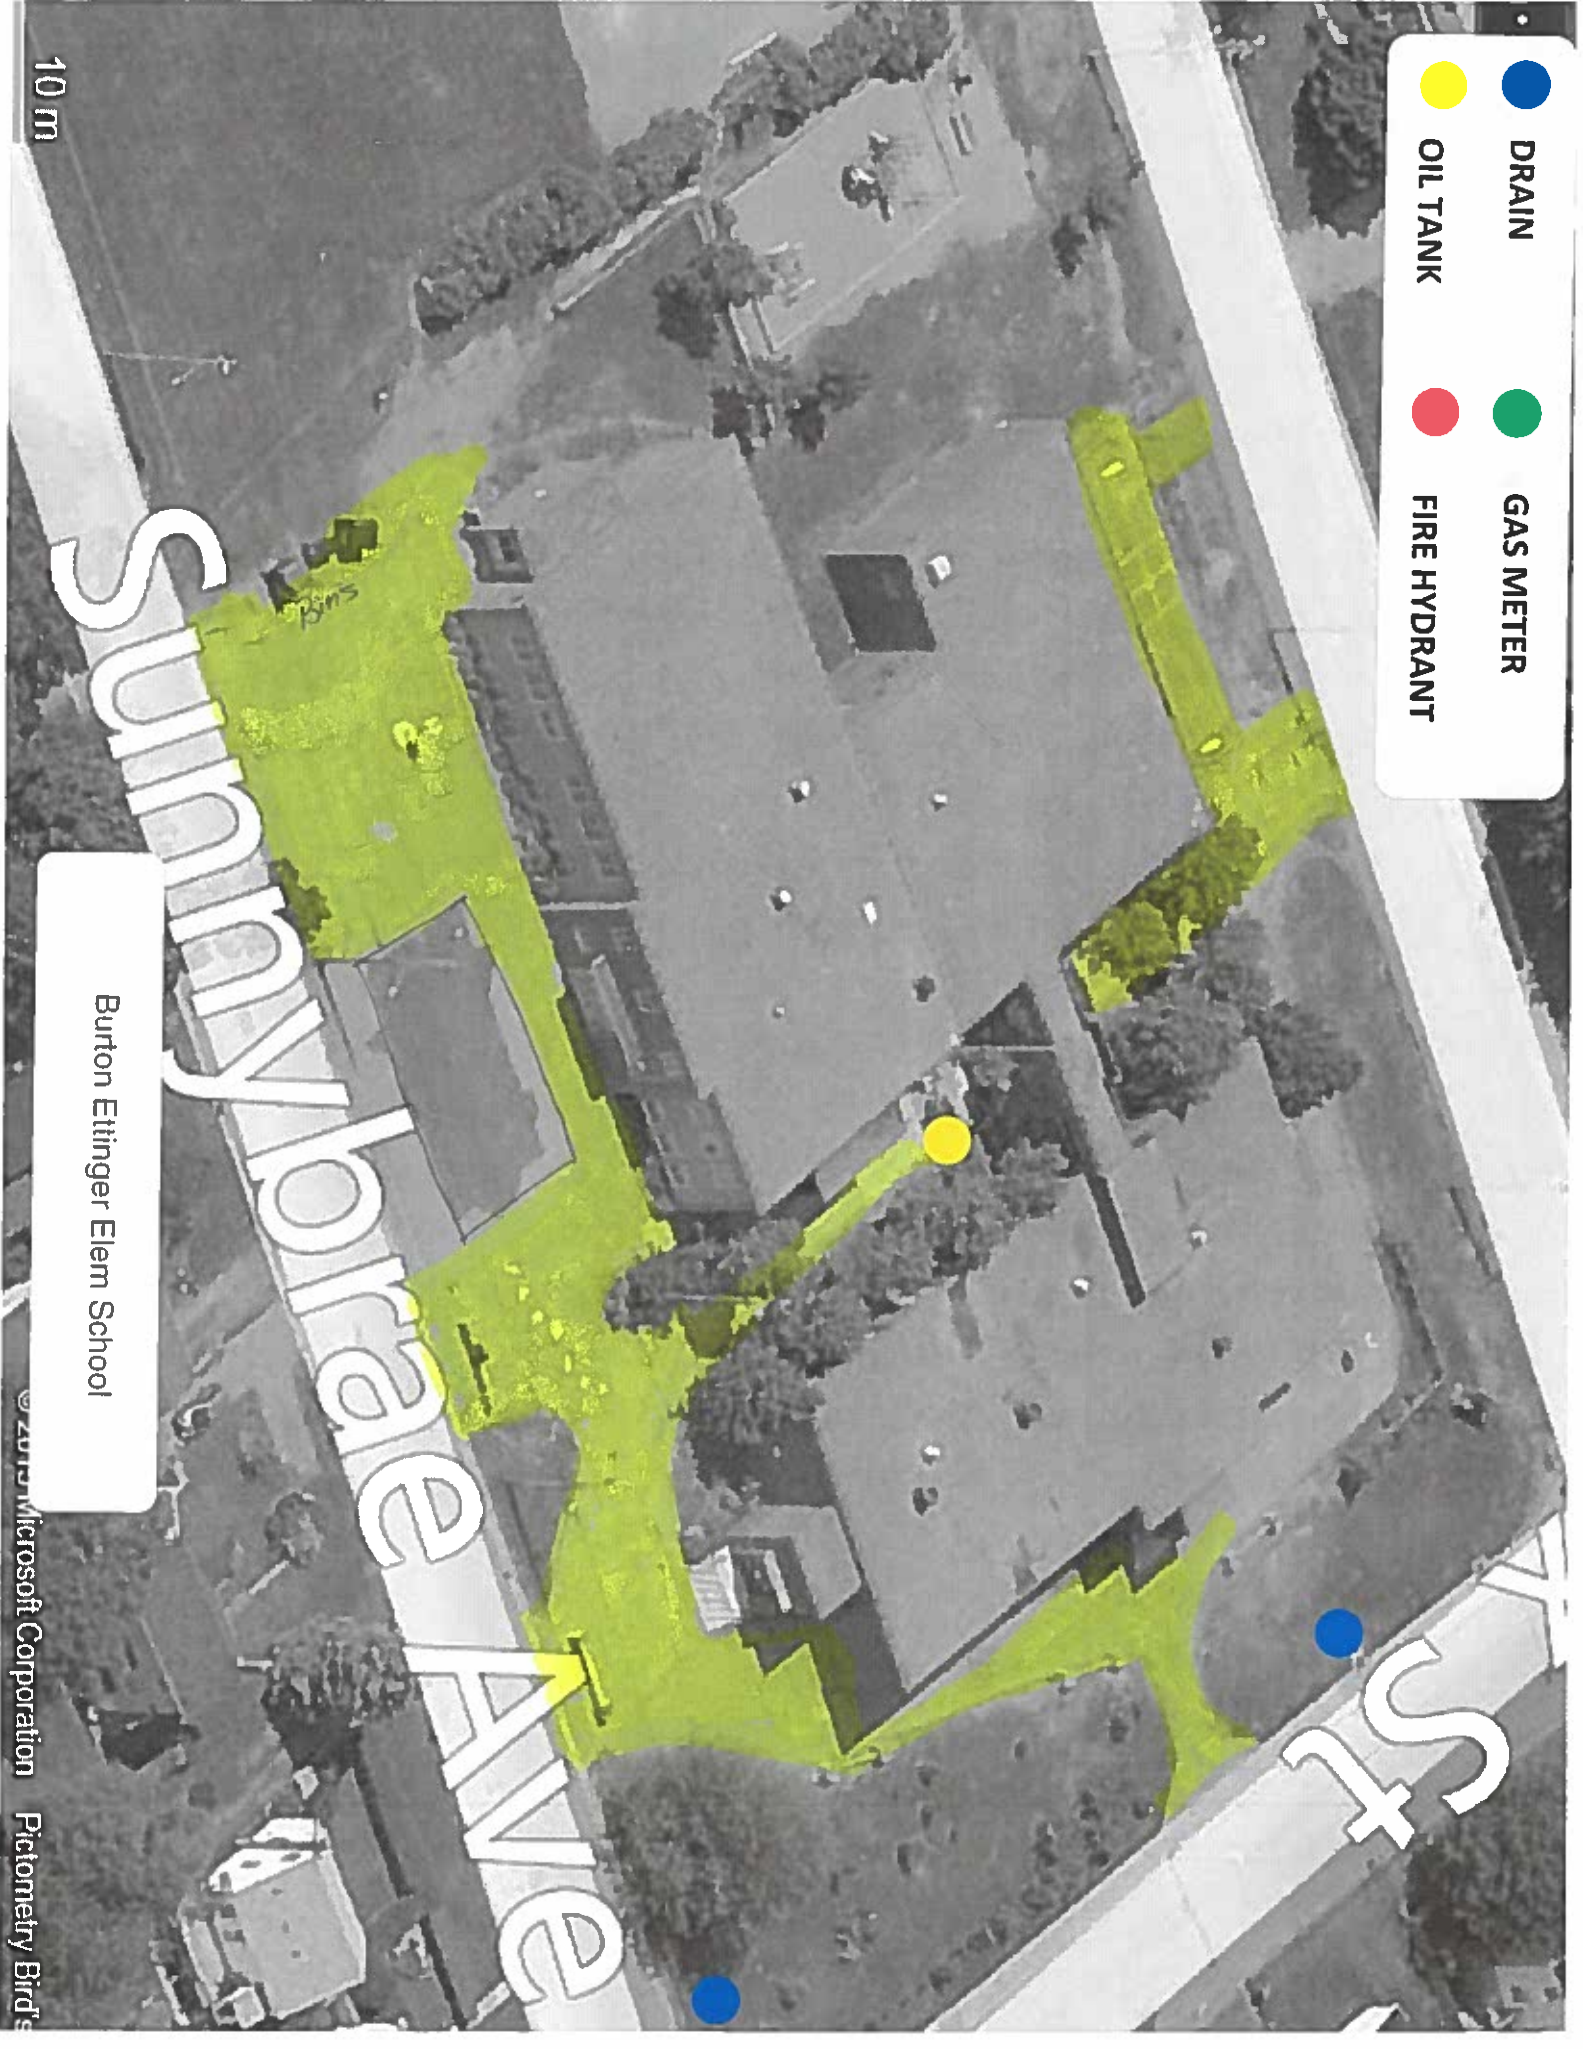 DRAIN
GAS METER
OIL TANK
FIRE HYDRANT
St
10 m
Bins
Sunnybrae Ave
Burton Ettinger Elem School
Microsoft Corporation Pictometry Bird's